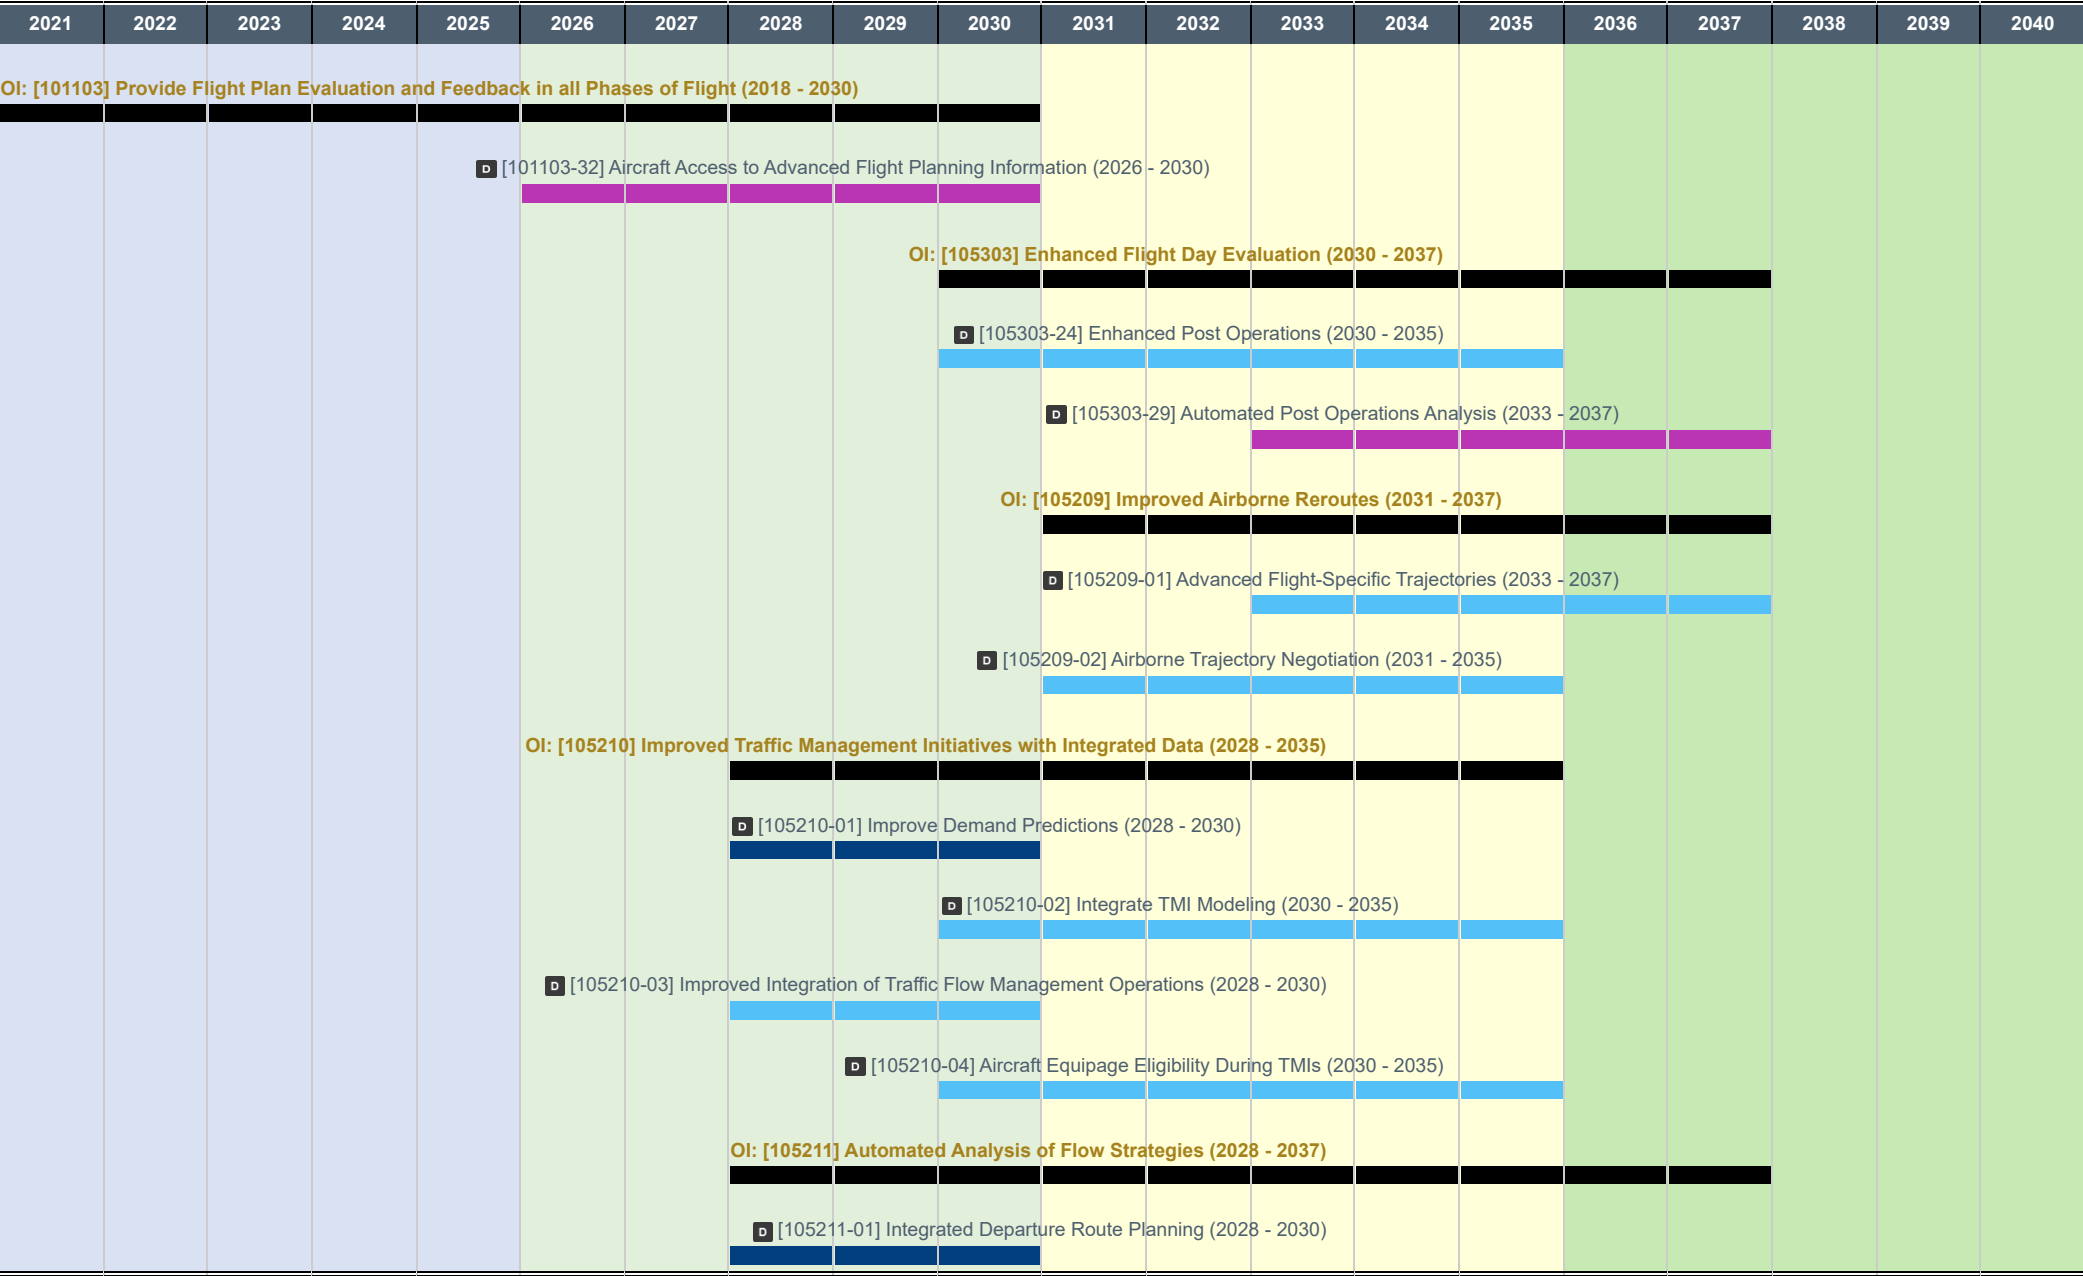 2021 2022 2023 2024 2025 2026 2027 2028 2029 2030 2031 2032 2033 2034 2035 2036 2037 2038 2039 2040
OI: [101103] Provide Flight Plan Evaluation and Feedback in all Phases of Flight (2018 - 2030)
D [101103-32] Aircraft Access to Advanced Flight Planning Information (2026 - 2030)
OI: [105303] Enhanced Flight Day Evaluation (2030 - 2037)
D [105303-24] Enhanced Post Operations (2030 - 2035)
D [105303-29] Automated Post Operations Analysis (2033 - 2037)
OI: [105209] Improved Airborne Reroutes (2031 - 2037)
D [105209-01] Advanced Flight-Specific Trajectories (2033 - 2037)
D [105209-02] Airborne Trajectory Negotiation (2031 - 2035)
OI: [105210] Improved Traffic Management Initiatives with Integrated Data (2028 - 2035)
D [105210-01] Improve Demand Predictions (2028 - 2030)
D [105210-02] Integrate TMI Modeling (2030 - 2035)
D [105210-03] Improved Integration of Traffic Flow Management Operations (2028 - 2030)
D [105210-04] Aircraft Equipage Eligibility During TMIs (2030 - 2035)
OI: [105211] Automated Analysis of Flow Strategies (2028 - 2037)
D [105211-01] Integrated Departure Route Planning (2028 - 2030)